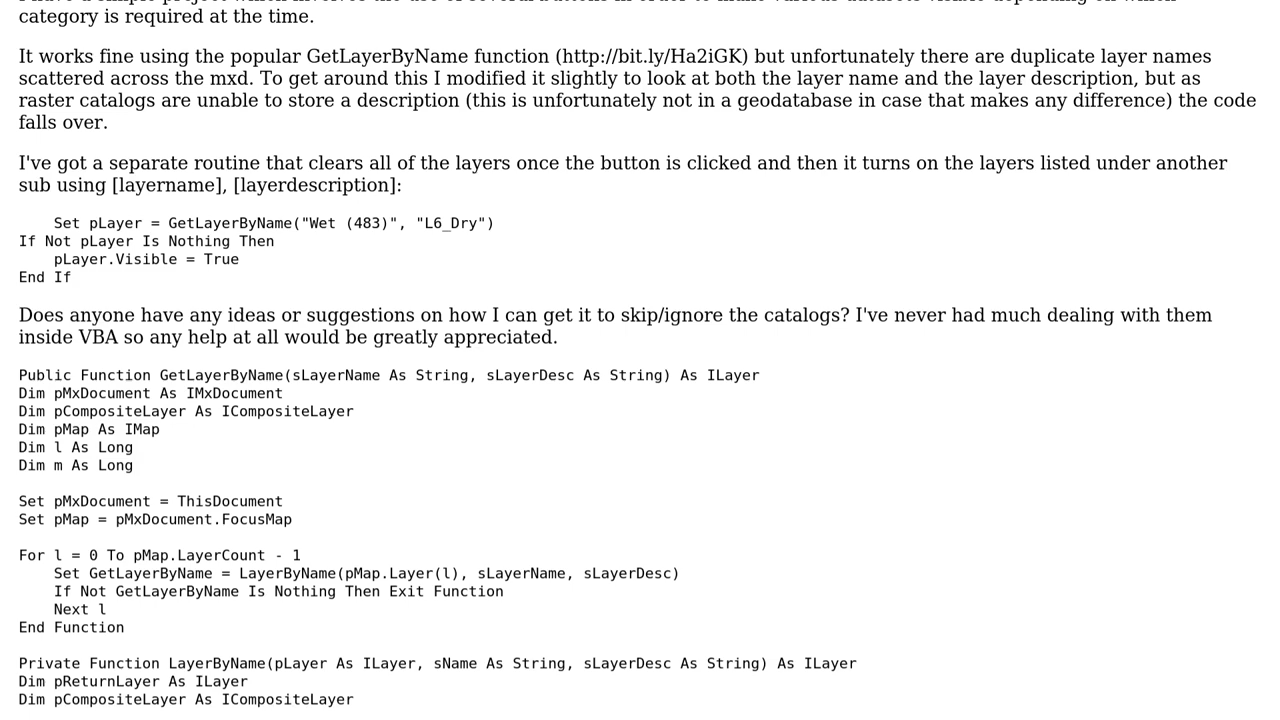 category is required at the time.
It works fine using the popular GetLayerByName function (http://bit.ly/Ha2iGK) but unfortunately there are duplicate layer names
scattered across the mxd. To get around this I modified it slightly to look at both the layer name and the layer description, but as
raster catalogs are unable to store a description (this is unfortunately not in a geodatabase in case that makes any difference) the code
falls over.
I've got a separate routine that clears all of the layers once the button is clicked and then it turns on the layers listed under another
sub using [layername], [layerdescription]:
    Set pLayer = GetLayerByName("Wet (483)", "L6_Dry")
If Not pLayer Is Nothing Then
    pLayer.Visible = True
End If
Does anyone have any ideas or suggestions on how I can get it to skip/ignore the catalogs? I've never had much dealing with them
inside VBA so any help at all would be greatly appreciated.
Public Function GetLayerByName(sLayerName As String, sLayerDesc As String) As ILayer
Dim pMxDocument As IMxDocument
Dim pCompositeLayer As ICompositeLayer
Dim pMap As IMap
Dim l As Long
Dim m As Long
Set pMxDocument = ThisDocument
Set pMap = pMxDocument.FocusMap
For l = 0 To pMap.LayerCount - 1
    Set GetLayerByName = LayerByName(pMap.Layer(l), sLayerName, sLayerDesc)
    If Not GetLayerByName Is Nothing Then Exit Function
    Next l
End Function
Private Function LayerByName(pLayer As ILayer, sName As String, sLayerDesc As String) As ILayer
Dim pReturnLayer As ILayer
Dim pCompositeLayer As ICompositeLayer